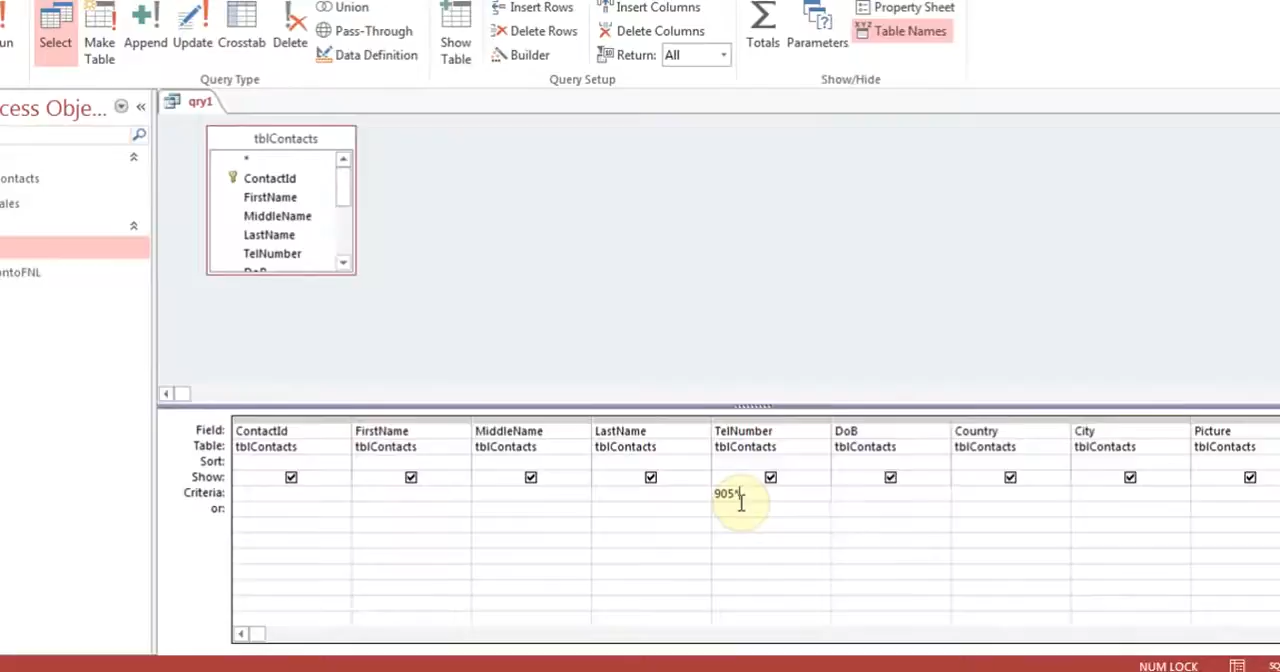 Union
Insert Rows
Insert Columns
Property Sheet
un
Select
Make Table
Append
Update
Crosstab
Delete
Pass-Through
Show Table
Delete Rows
Delete Columns
Totals
Parameters
Table Names
Data Definition
Builder
Return:
All
Query Type
Query Setup
Show/Hide
cess Obje...
«
qry1
tblContacts
*
ContactId
FirstName
MiddleName
LastName
TelNumber
DoB
ontacts
ales
ontoFNL
Field: ContactId FirstName MiddleName LastName TelNumber DoB Country City Picture
Table: tblContacts tblContacts tblContacts tblContacts tblContacts tblContacts tblContacts tblContacts tblContacts
Sort:
Show:
Criteria: 905*
or:
NUM LOCK